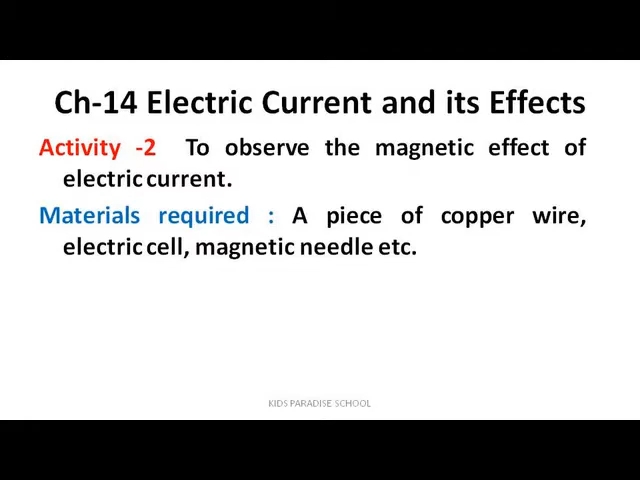 Ch-14 Electric Current and its Effects
Activity -2 To observe the magnetic effect of
electric current.
Materials required : A piece of copper wire,
electric cell, magnetic needle etc.
KIDS PARADISE SCHOOL